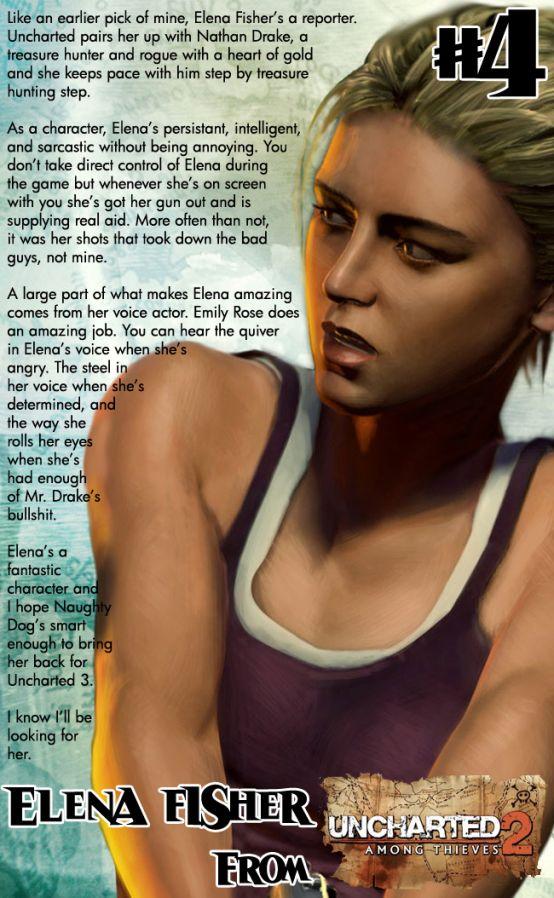 #4
Like an earlier pick of mine, Elena Fisher's a reporter.
Uncharted pairs her up with Nathan Drake, a
treasure hunter and rogue with a heart of gold
and she keeps pace with him step by treasure
hunting step.
As a character, Elena's persistant, intelligent,
and sarcastic without being annoying. You
don't take direct control of Elena during
the game but whenever she's on screen
with you she's got her gun out and is
supplying real aid. More often than not,
it was her shots that took down the bad
guys, not mine.
A large part of what makes Elena amazing
comes from her voice actor. Emily Rose does
an amazing job. You can hear the quiver
in Elena's voice when she's
angry. The steel in
her voice when she's
determined, and
the way she
rolls her eyes
when she's
had enough
of Mr. Drake's
bullshit.
Elena's a
fantastic
character and
I hope Naughty
Dog's smart
enough to bring
her back for
Uncharted 3.
I know I'll be
looking for
her.
ELENA FISHER
FROM
UNCHARTED 2
AMONG THIEVES